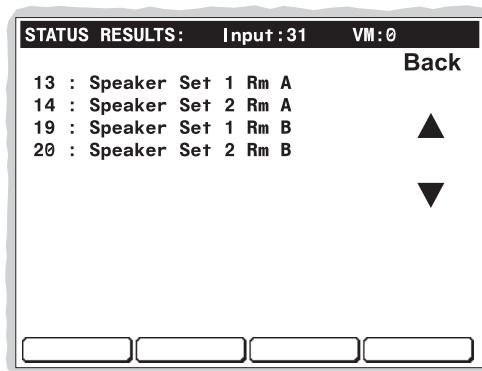 STATUS RESULTS: Input:31 VM:0
Back
13 : Speaker Set 1 Rm A
14 : Speaker Set 2 Rm A
19 : Speaker Set 1 Rm B
20 : Speaker Set 2 Rm B